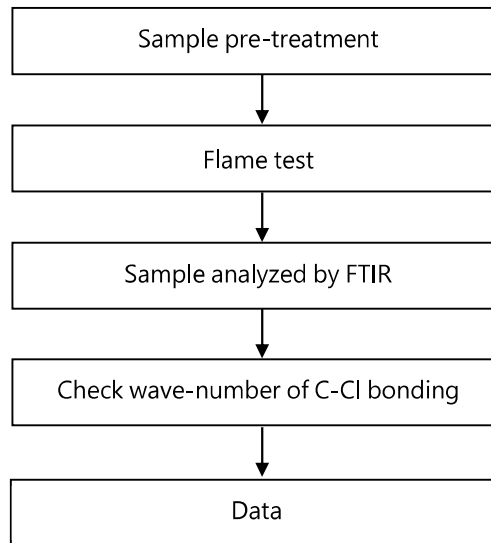 Sample pre-treatment
Flame test
Sample analyzed by FTIR
Check wave-number of C-Cl bonding
Data